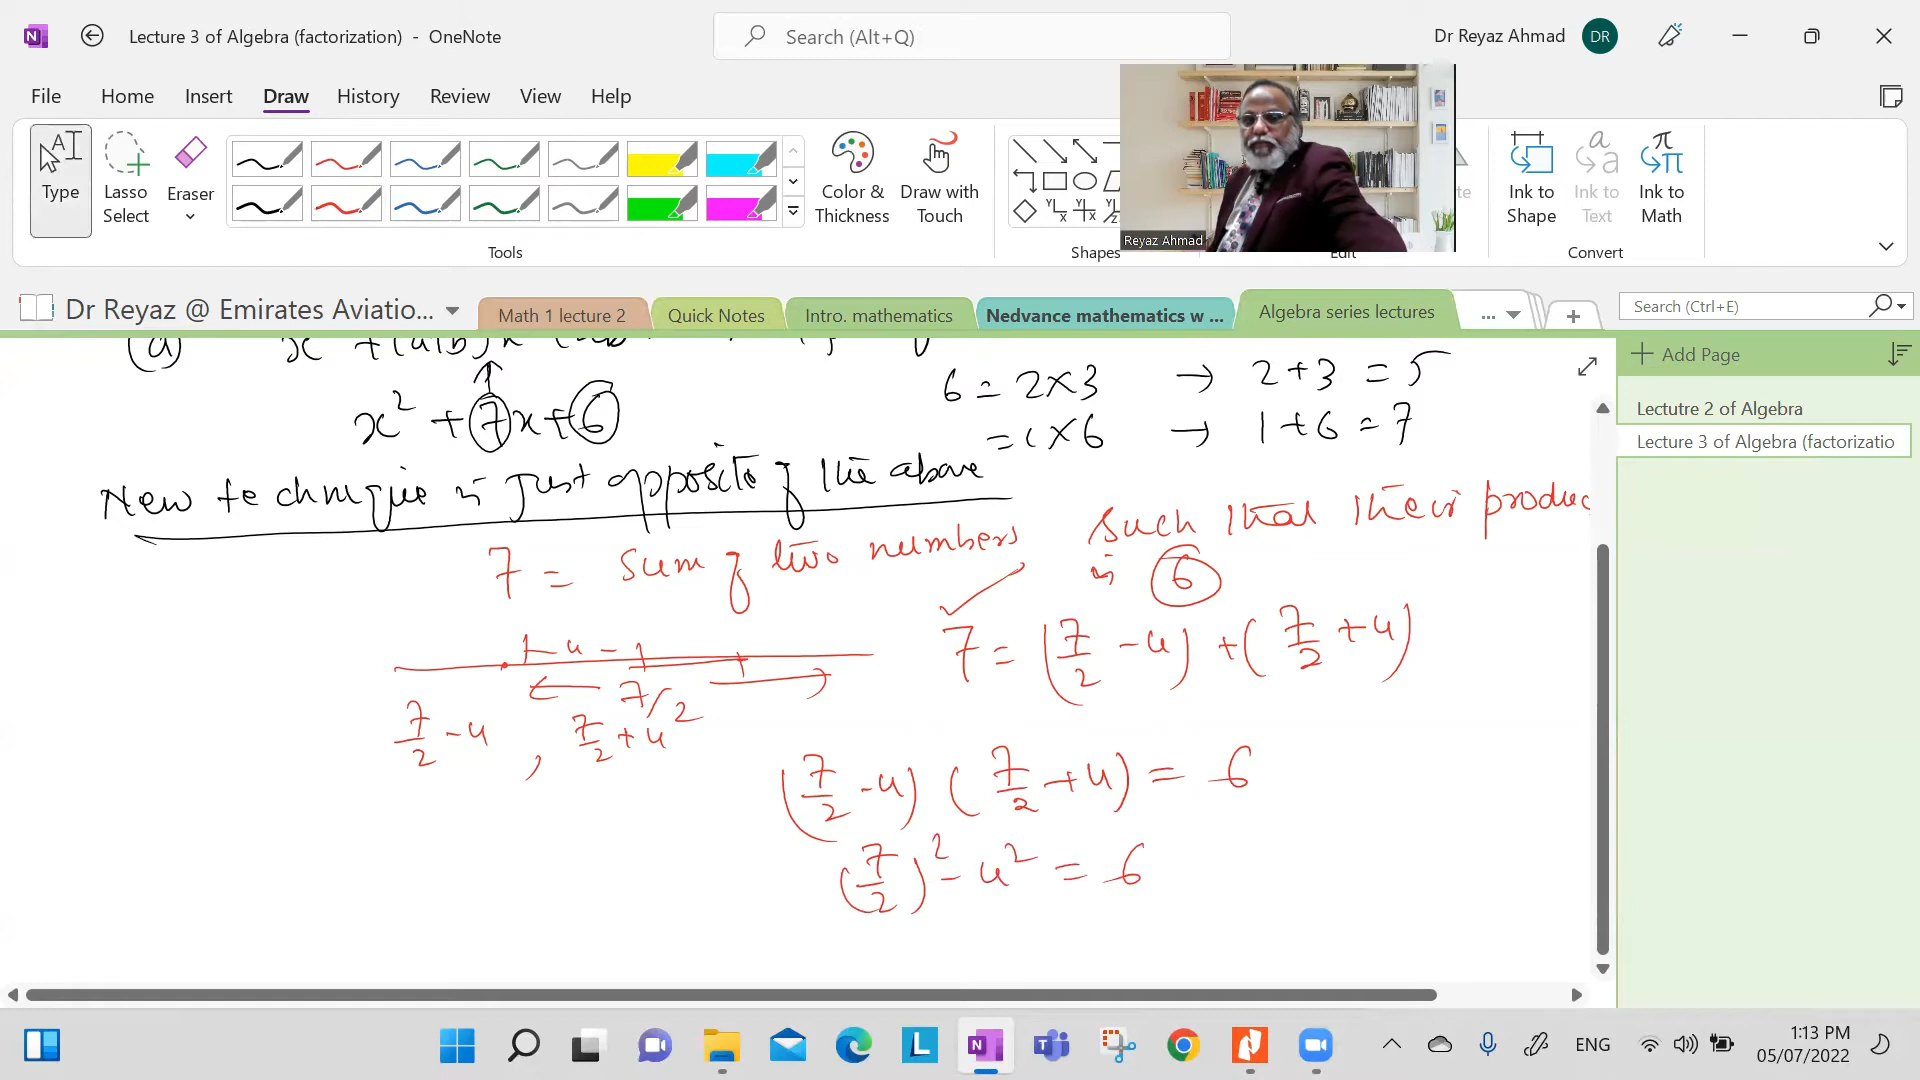 Lecture 3 of Algebra (factorization) - OneNote
Search (Alt+Q)
Dr Reyaz Ahmad
DR
File Home Insert Draw History Review View Help
Type
Lasso Select
Eraser
Color & Thickness
Draw with Touch
Tools
Shapes
Edit
Ink to Shape
Ink to Text
Ink to Math
Convert
Reyaz Ahmad
Dr Reyaz @ Emirates Aviatio...
Math 1 lecture 2
Quick Notes
Intro. mathematics
Nedvance mathematics w ...
Algebra series lectures
...
Search (Ctrl+E)
Add Page
Lectutre 2 of Algebra
Lecture 3 of Algebra (factorizatio
(a)
6 = 2×3 → 2+3 = 5
x² + 7x + 6
= 1×6 → 1+6 = 7
New technique is just opposite of the above
7 = sum of two numbers such that their produc
is 6
u
7/2
7 = (7/2 - u) + (7/2 + u)
7/2 - u , 7/2 + u
(7/2 - u) (7/2 + u) = 6
(7/2)² - u² = 6
ENG
1:13 PM
05/07/2022